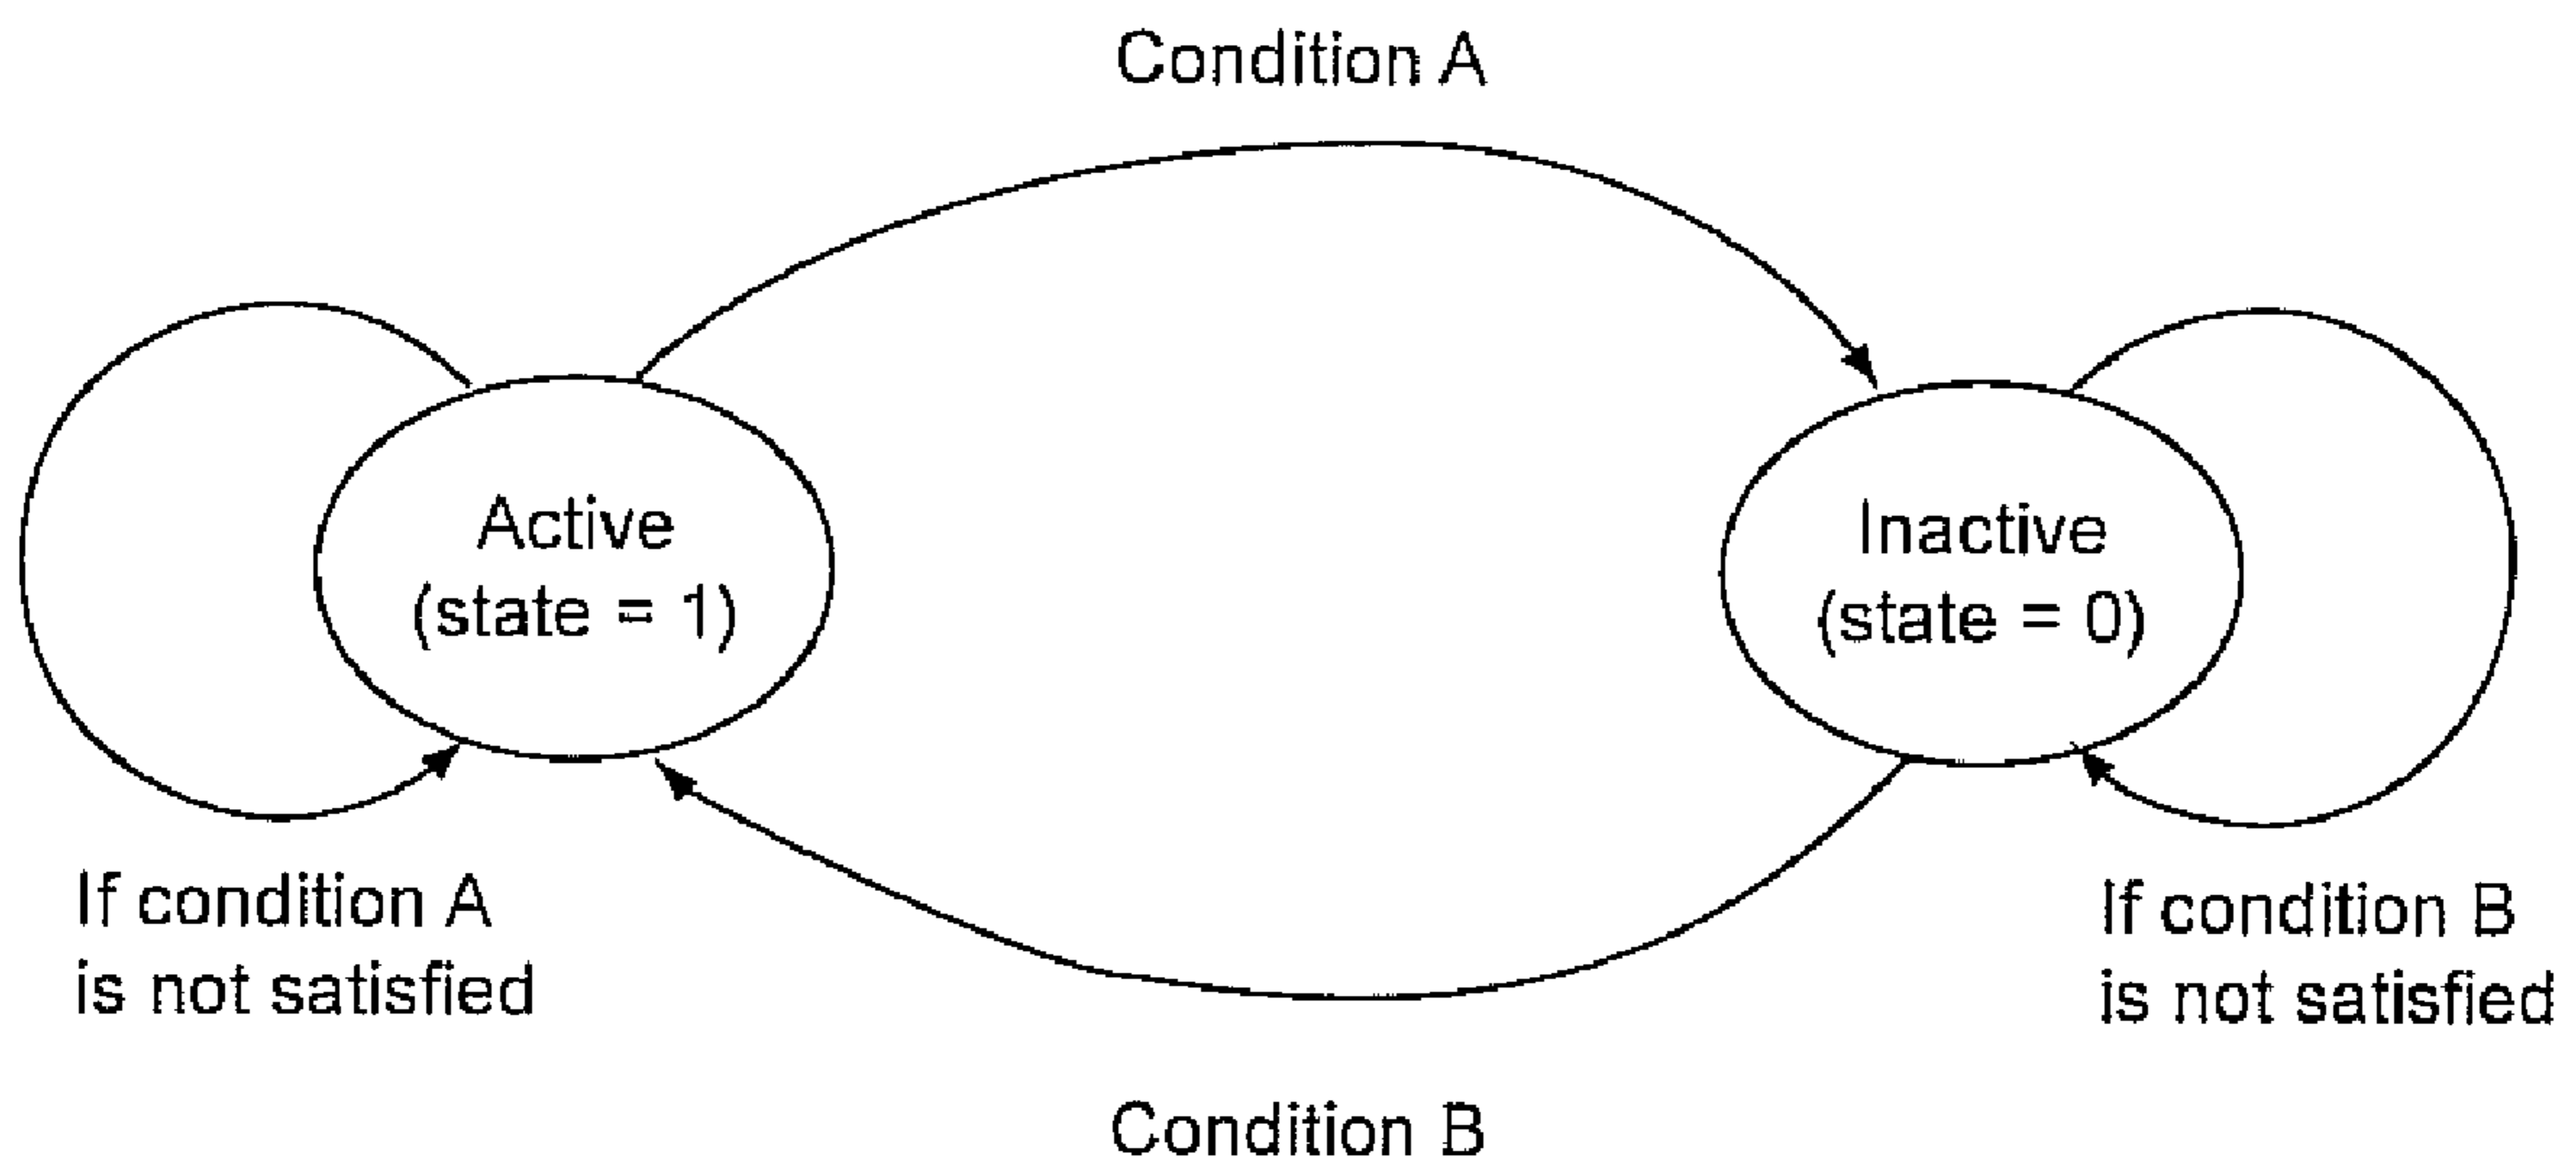 Condition A
Active
(state = 1)
Inactive
(state = 0)
If condition A
is not satisfied
If condition B
is not satisfied
Condition B